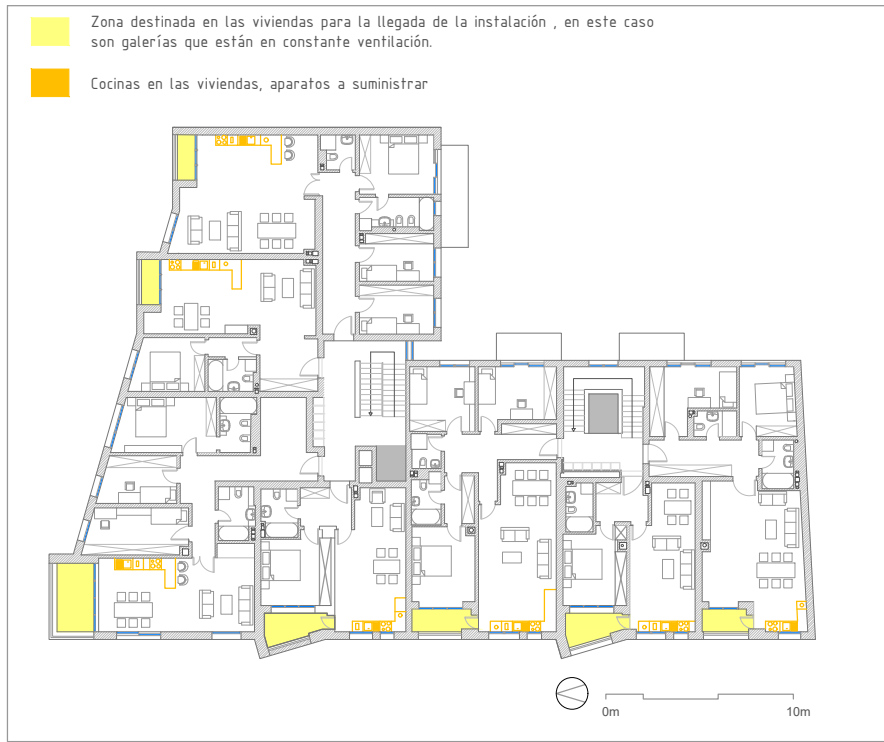 Zona destinada en las viviendas para la llegada de la instalación , en este caso
son galerías que están en constante ventilación.
Cocinas en las viviendas, aparatos a suministrar
0m
10m